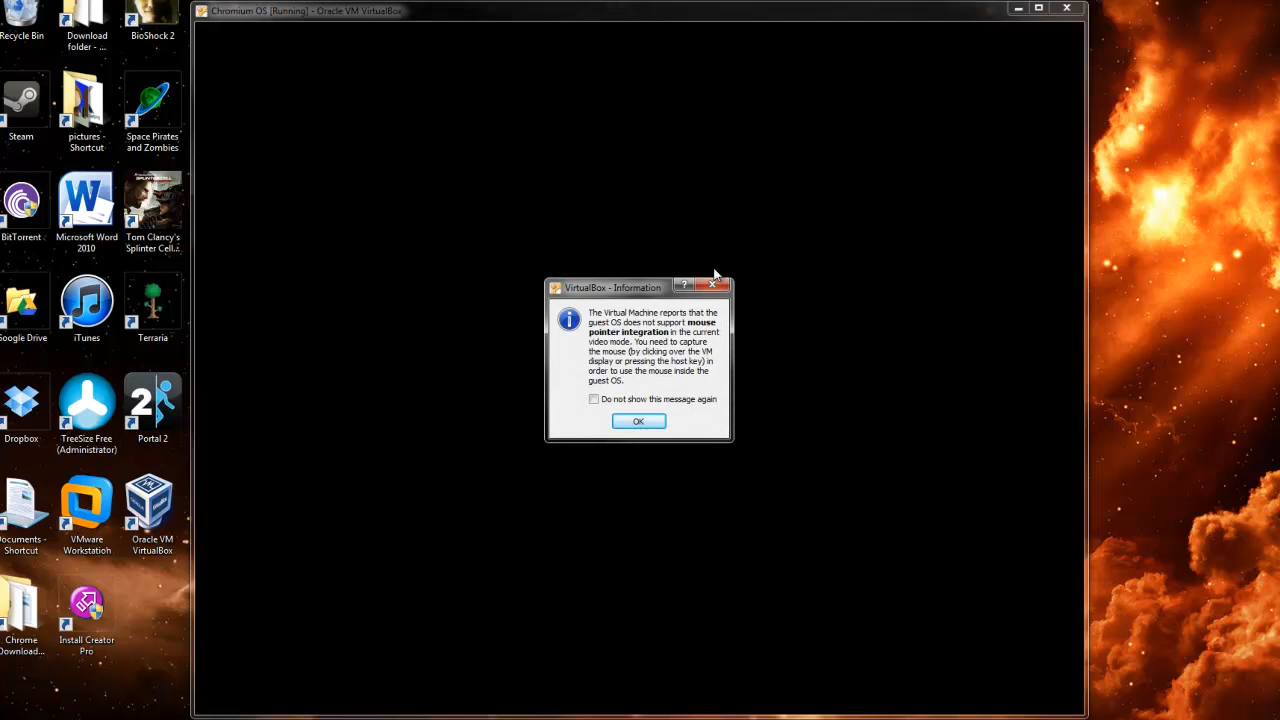 Chromium OS [Running] - Oracle VM VirtualBox
Recycle Bin
Download
folder - ...
BioShock 2
Steam
pictures -
Shortcut
Space Pirates
and Zombies
BitTorrent
Microsoft Word
2010
Tom Clancy's
Splinter Cell...
Google Drive
iTunes
Terraria
Dropbox
TreeSize Free
(Administrator)
Portal 2
Documents -
Shortcut
VMware
Workstation
Oracle VM
VirtualBox
Chrome
Download...
Install Creator
Pro
VirtualBox - Information
The Virtual Machine reports that the
guest OS does not support mouse
pointer integration in the current
video mode. You need to capture
the mouse (by clicking over the VM
display or pressing the host key) in
order to use the mouse inside the
guest OS.
Do not show this message again
OK